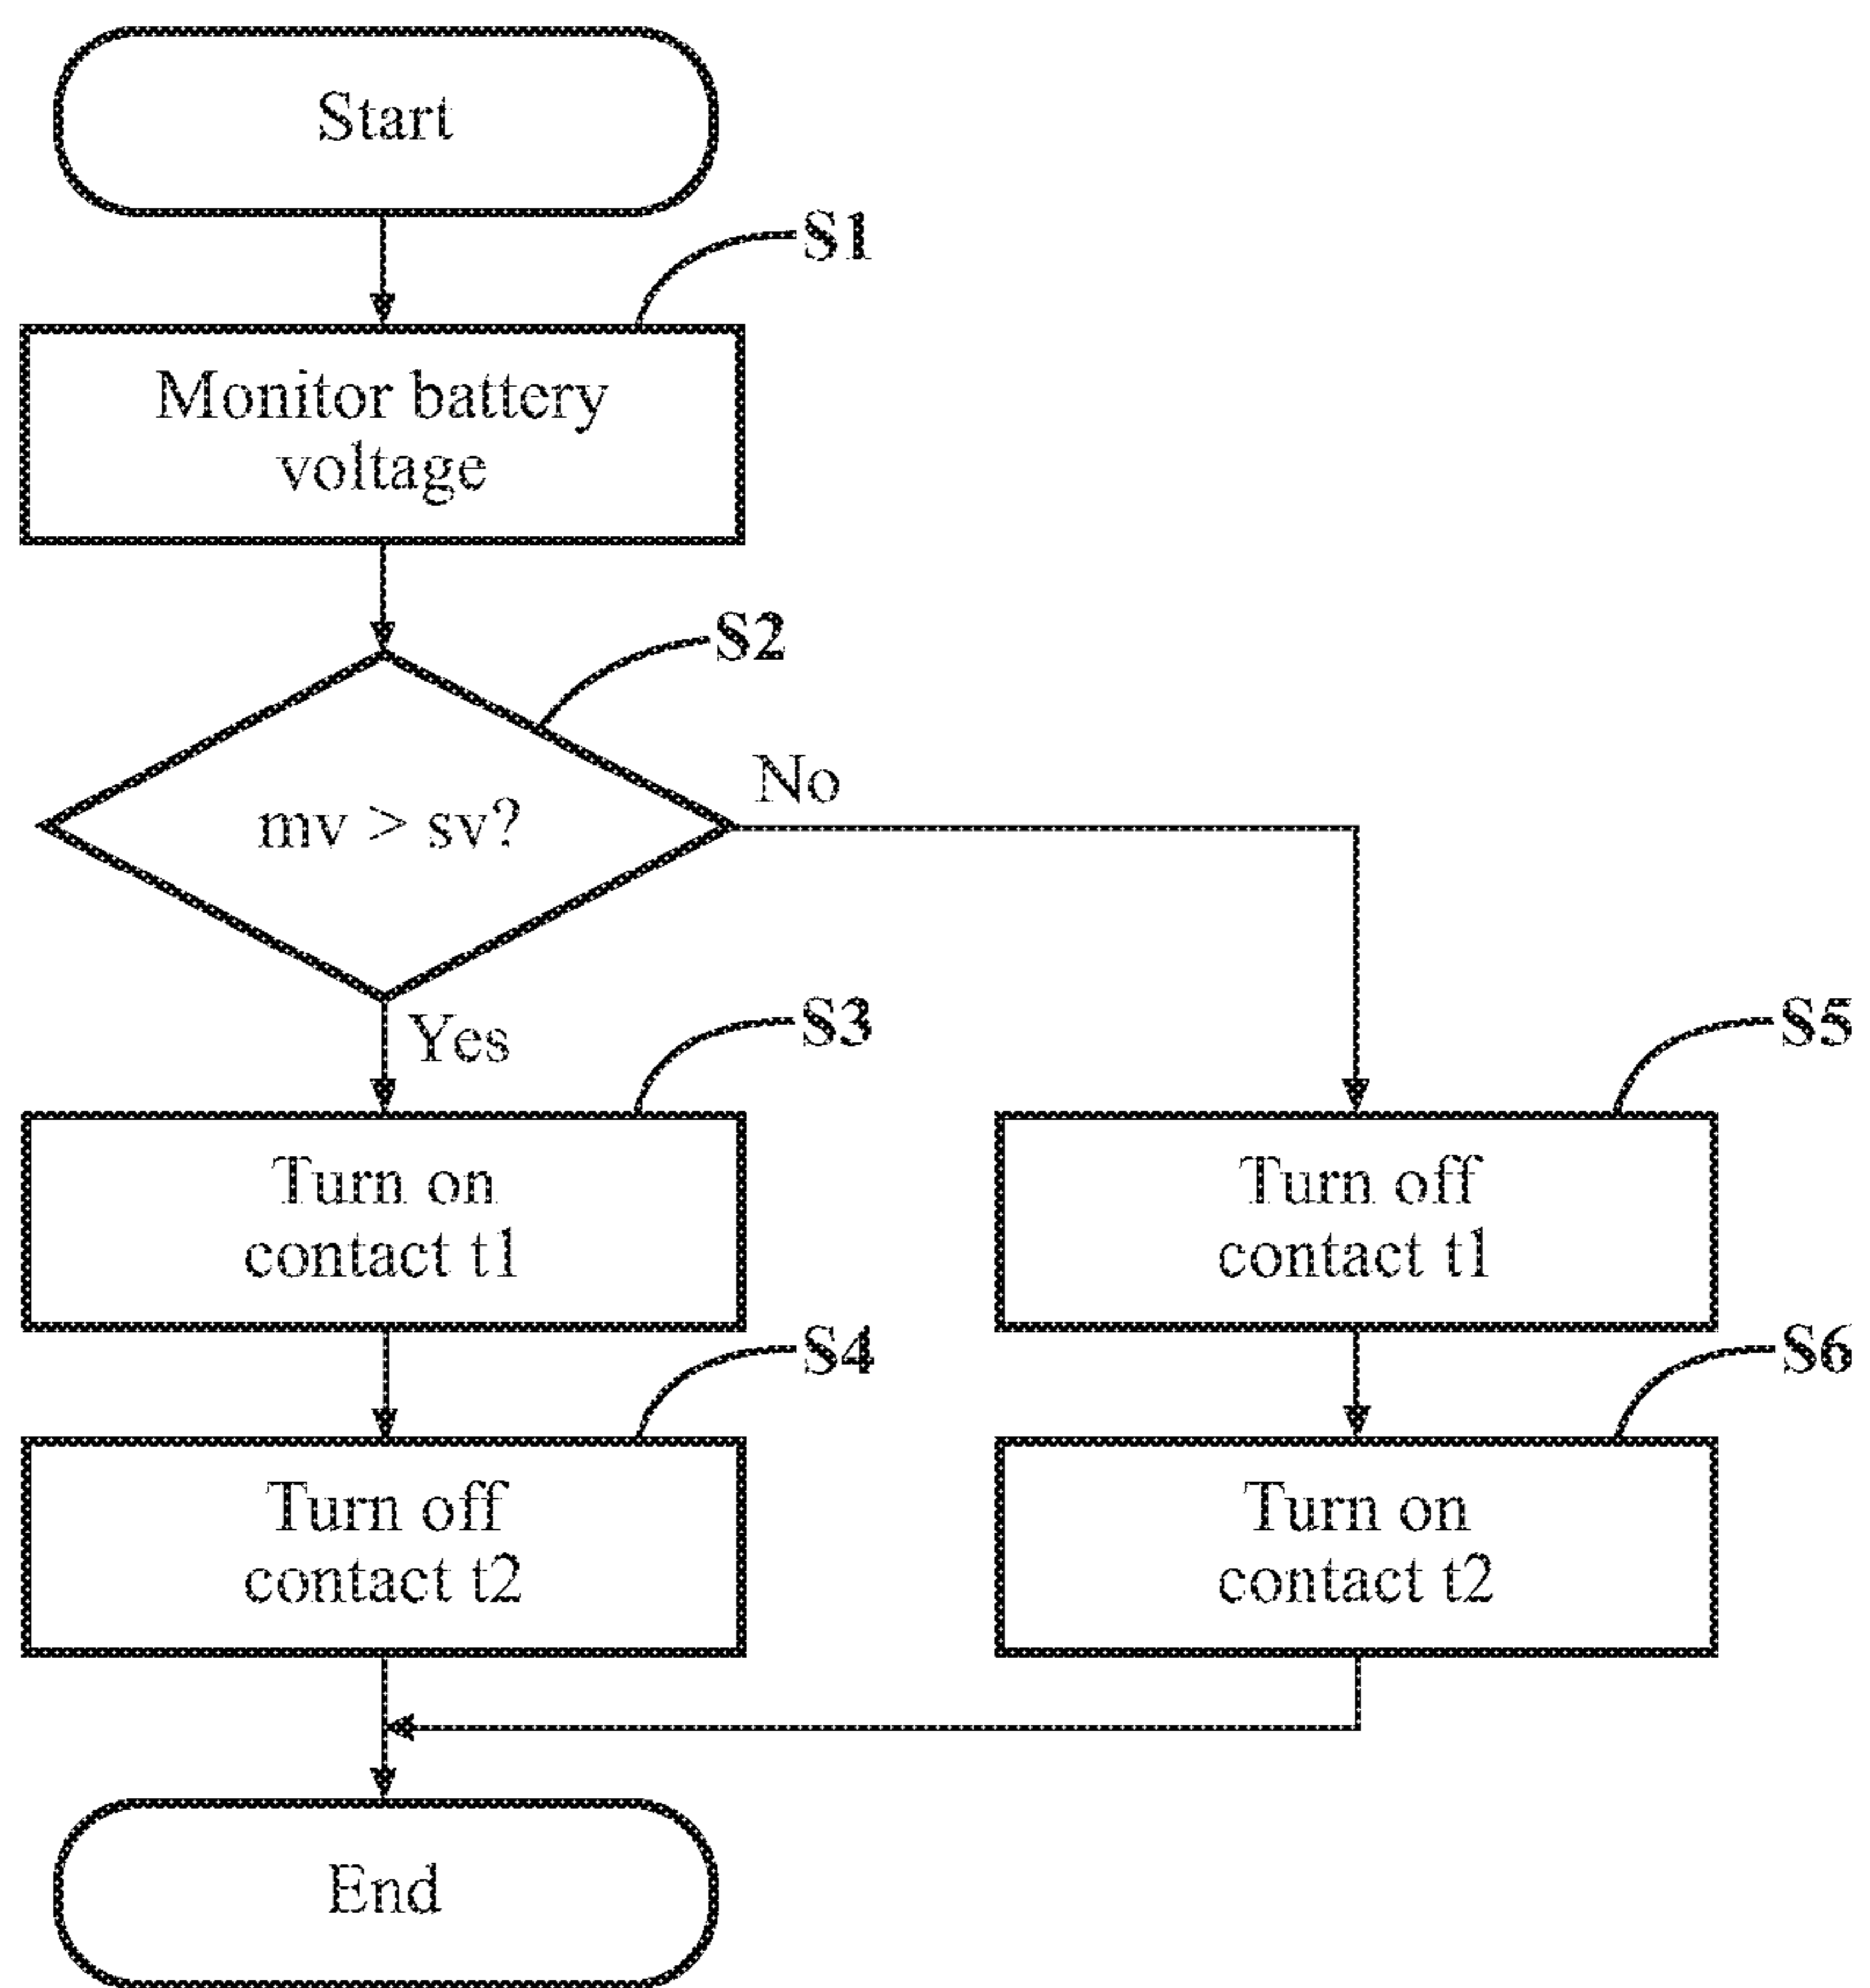 Start
S1
Monitor battery
voltage
S2
mv > sv?
No
Yes
S3
Turn on
contact t1
S5
Turn off
contact t1
S4
Turn off
contact t2
S6
Turn on
contact t2
End